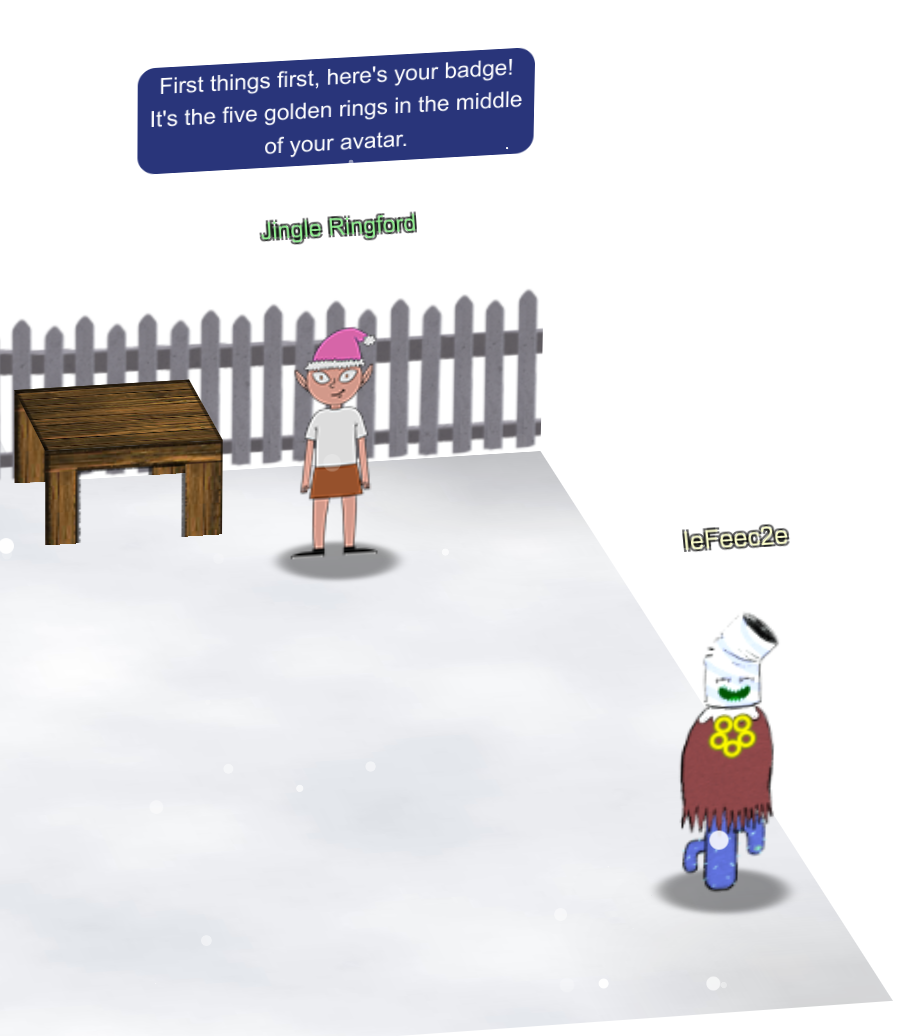 First things first, here's your badge!
It's the five golden rings in the middle
of your avatar.
Jingle Ringford